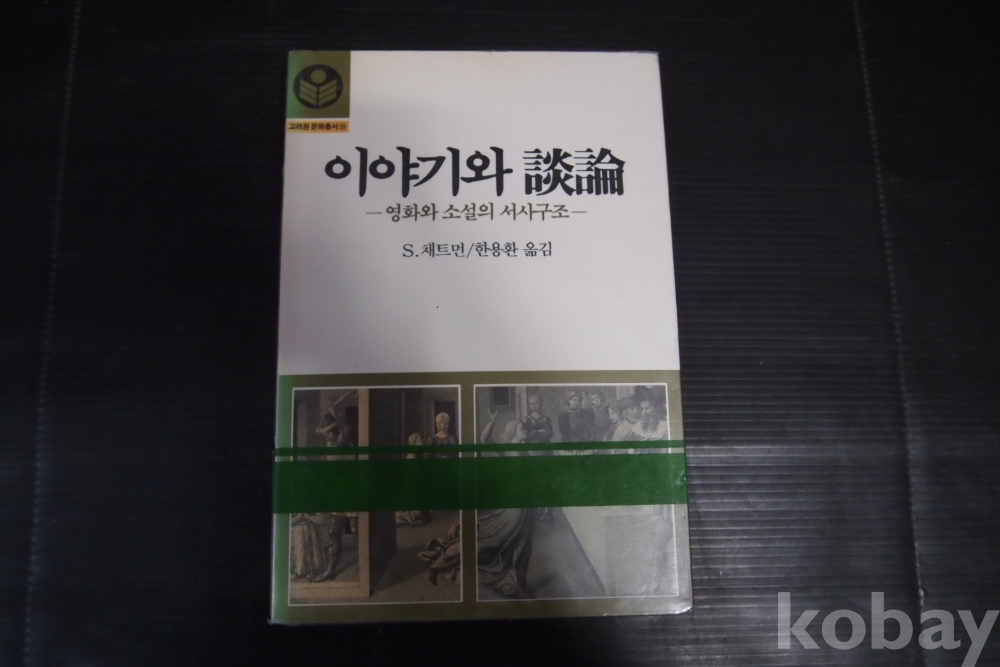 고려원 문화총서
이야기와 談論
－영화와 소설의 서사구조－
S.채트먼/한용환 옮김
kobay